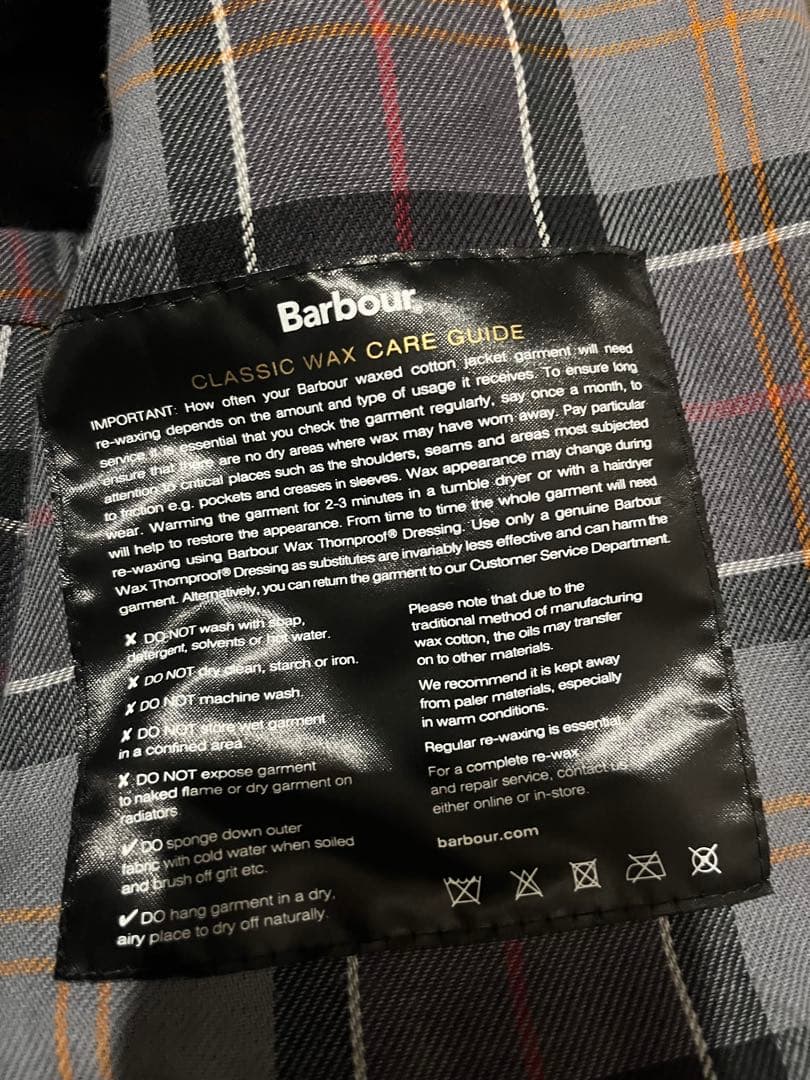 Barbour
CLASSIC WAX CARE GUIDE
IMPORTANT: How often your Barbour waxed cotton jacket garment will need
re-waxing depends on the amount and type of usage it receives. To ensure long
service it is essential that you check the garment regularly, say once a month, to
ensure that there are no dry areas where wax may have worn away. Pay particular
attention to critical places such as the shoulders, seams and areas most subjected
to friction e.g. pockets and creases in sleeves. Wax appearance may change during
wear. Warming the garment for 2-3 minutes in a tumble dryer or with a hairdryer
will help to restore the appearance. From time to time the whole garment will need
re-waxing using Barbour Wax Thornproof® Dressing. Use only a genuine Barbour
Wax Thornproof® Dressing as substitutes are invariably less effective and can harm the
garment. Alternatively, you can return the garment to our Customer Service Department.
✘ DO NOT wash with soap,
detergent, solvents or hot water.
✘ DO NOT dry clean, starch or iron.
✘ DO NOT machine wash.
✘ DO NOT store wet garment
in a confined area.
✘ DO NOT expose garment
to naked flame or dry garment on
radiators.
✔ DO sponge down outer
fabric with cold water when soiled
and brush off grit etc.
✔ DO hang garment in a dry,
airy place to dry off naturally.
Please note that due to the
traditional method of manufacturing
wax cotton, the oils may transfer
on to other materials.
We recommend it is kept away
from paler materials, especially
in warm conditions.
Regular re-waxing is essential.
For a complete re-wax
and repair service, contact us
either online or in-store.
barbour.com